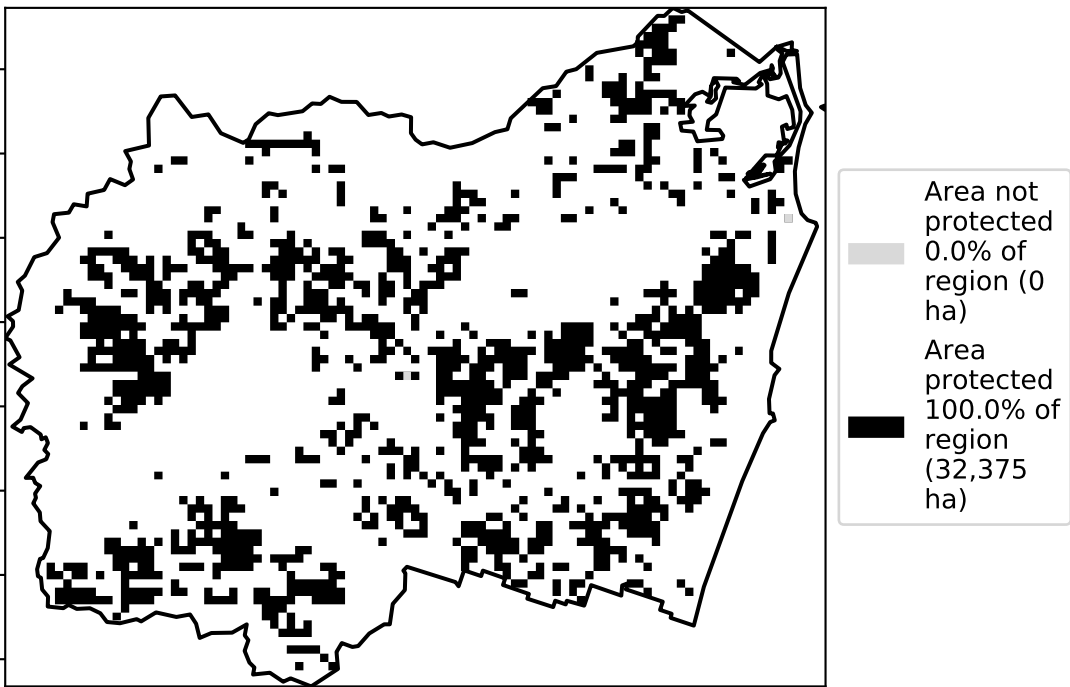 Area not
protected
0.0% of
region (0
ha)
Area
protected
100.0% of
region
(32,375
ha)